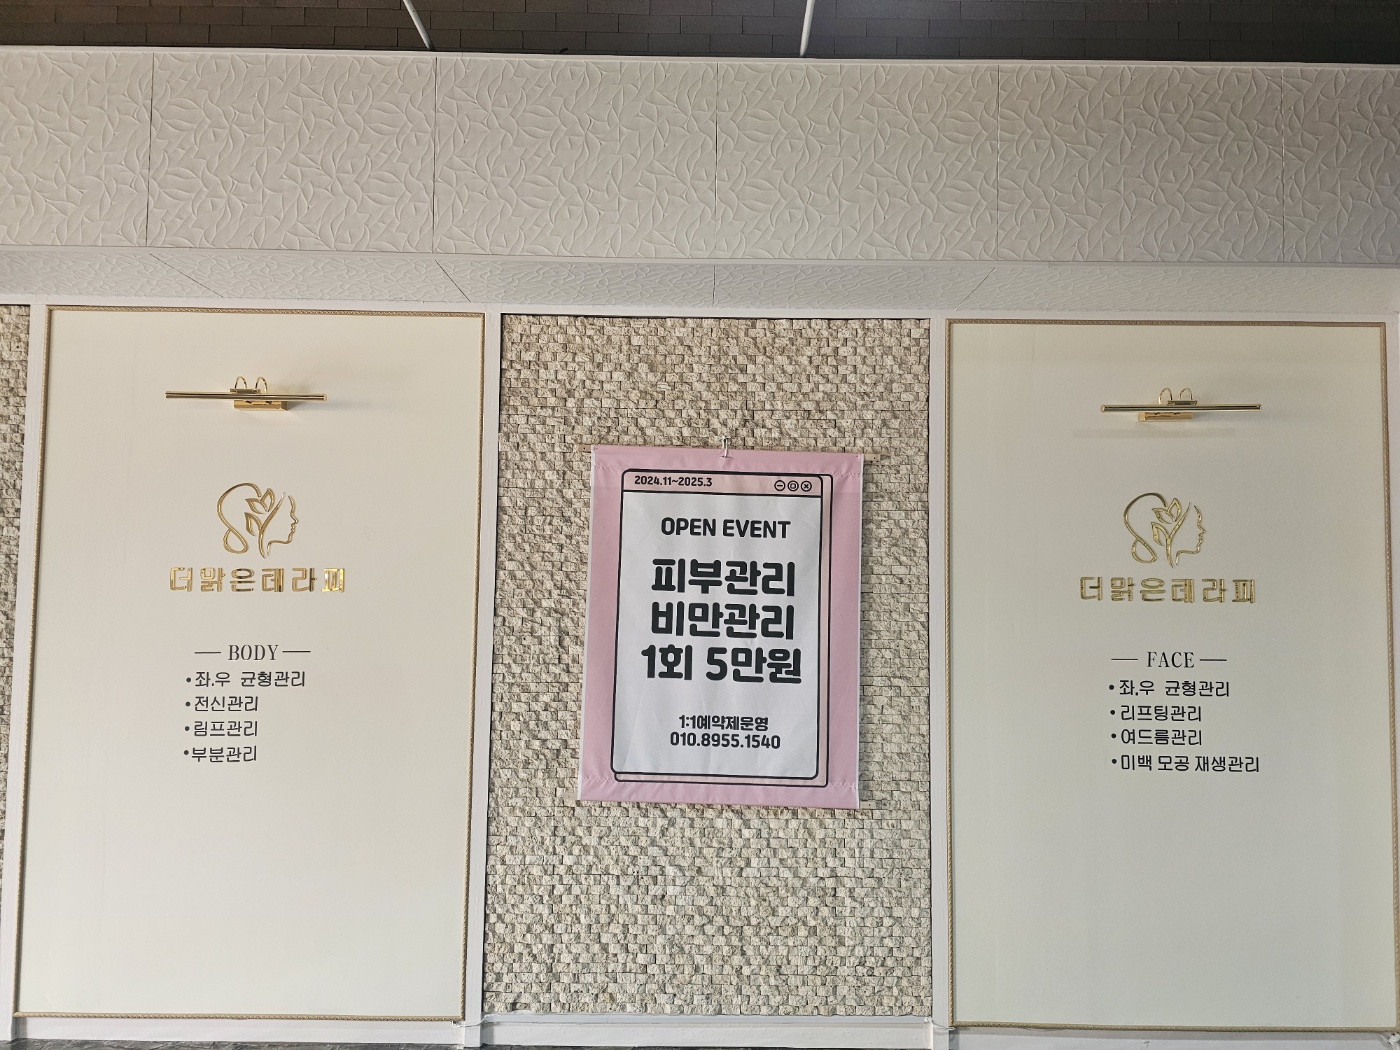 더맑은테라피
BODY
•좌.우 균형관리
•전신관리
•림프관리
•부분관리
2024.11~2025.3
OPEN EVENT
피부관리
비만관리
1회 5만원
1:1예약제운영
010.8955.1540
더맑은테라피
FACE
•좌.우 균형관리
•리프팅관리
•여드름관리
•미백 모공 재생관리